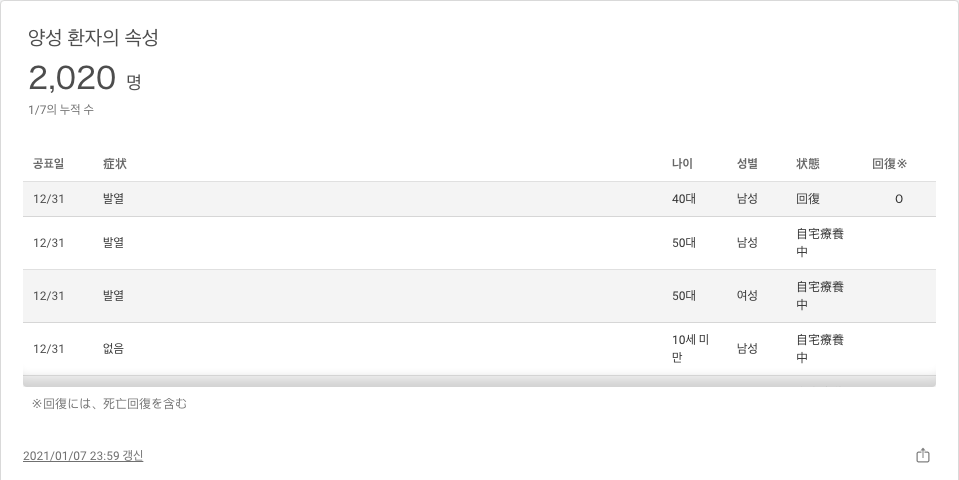 양성 환자의 속성
2,020 명
1/7의 누적 수
공표일 症状 나이 성별 状態 回復※
12/31 발열 40대 남성 回復 O
12/31 발열 50대 남성 自宅療養
中
12/31 발열 50대 여성 自宅療養
中
12/31 없음 10세 미
만 남성 自宅療養
中
※回復には、死亡回復を含む
2021/01/07 23:59 갱신